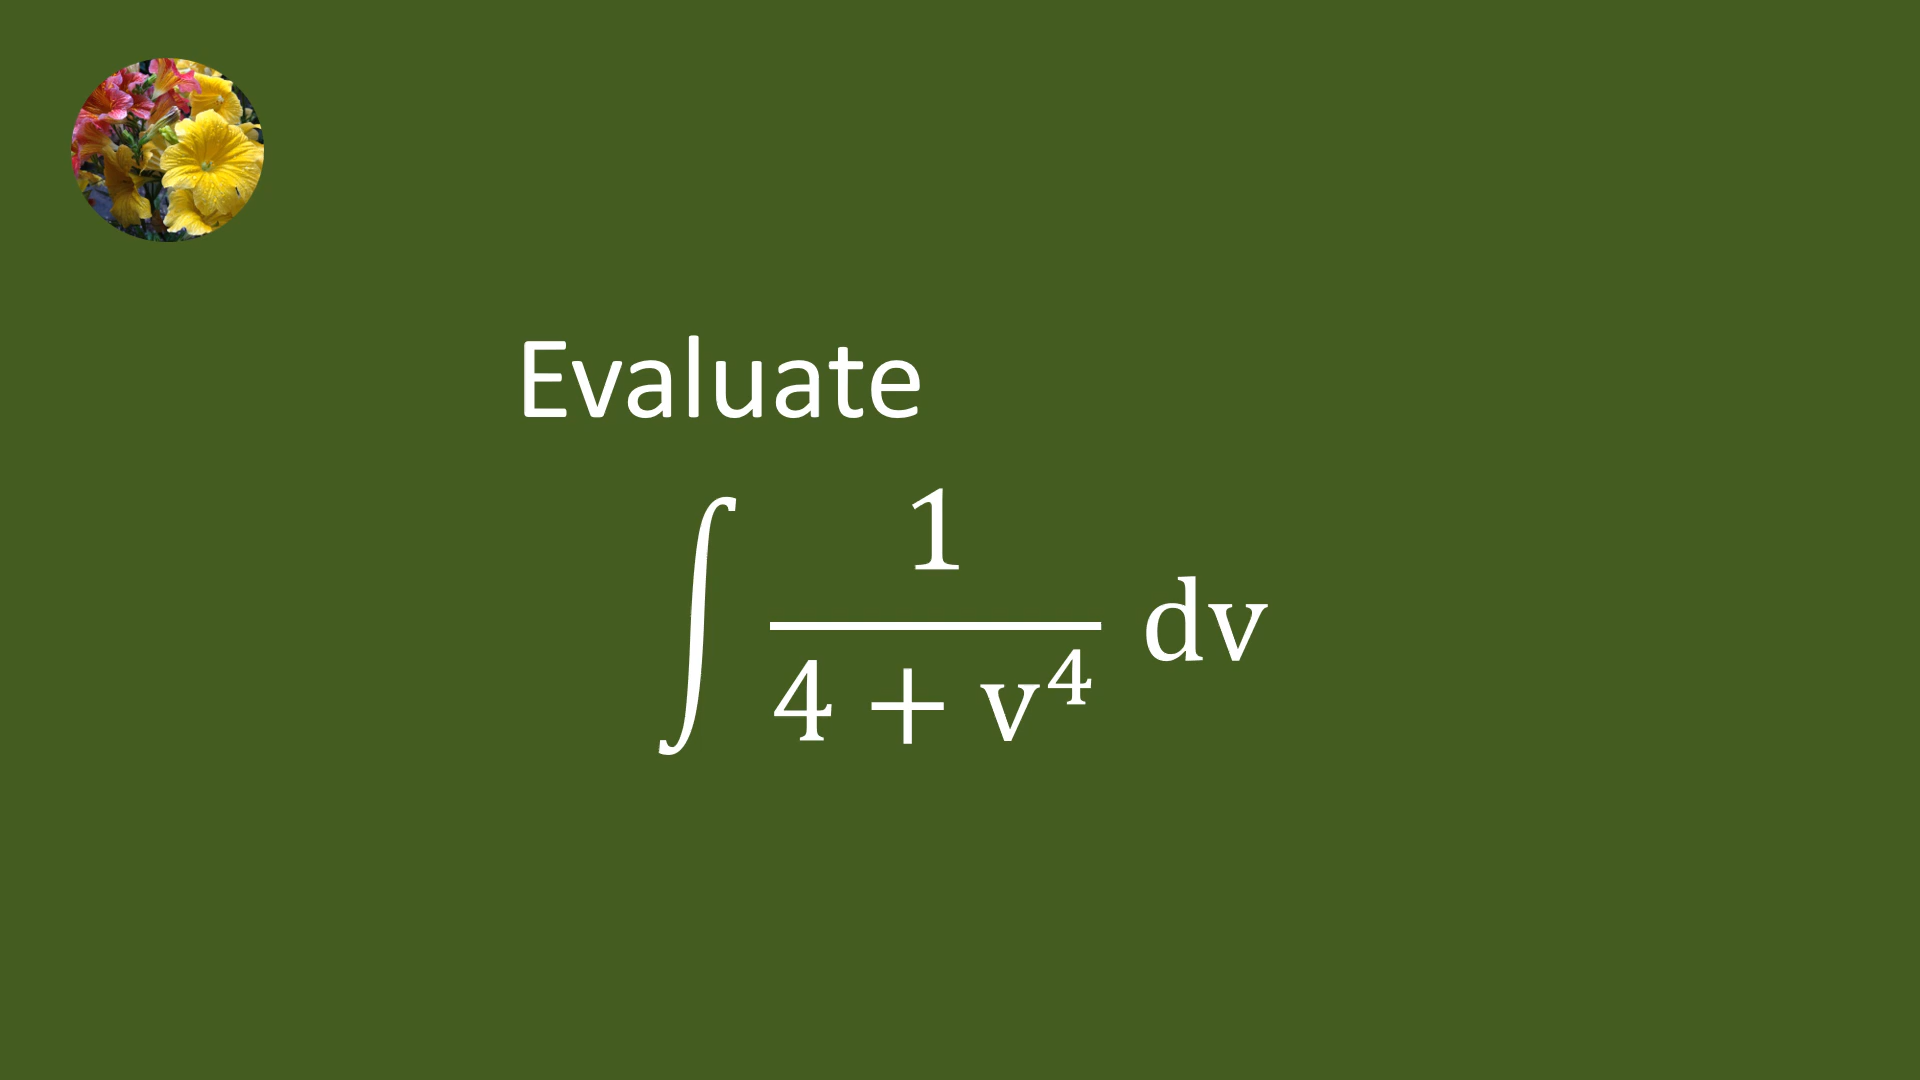 Evaluate
∫ 1/(4 + v⁴) dv